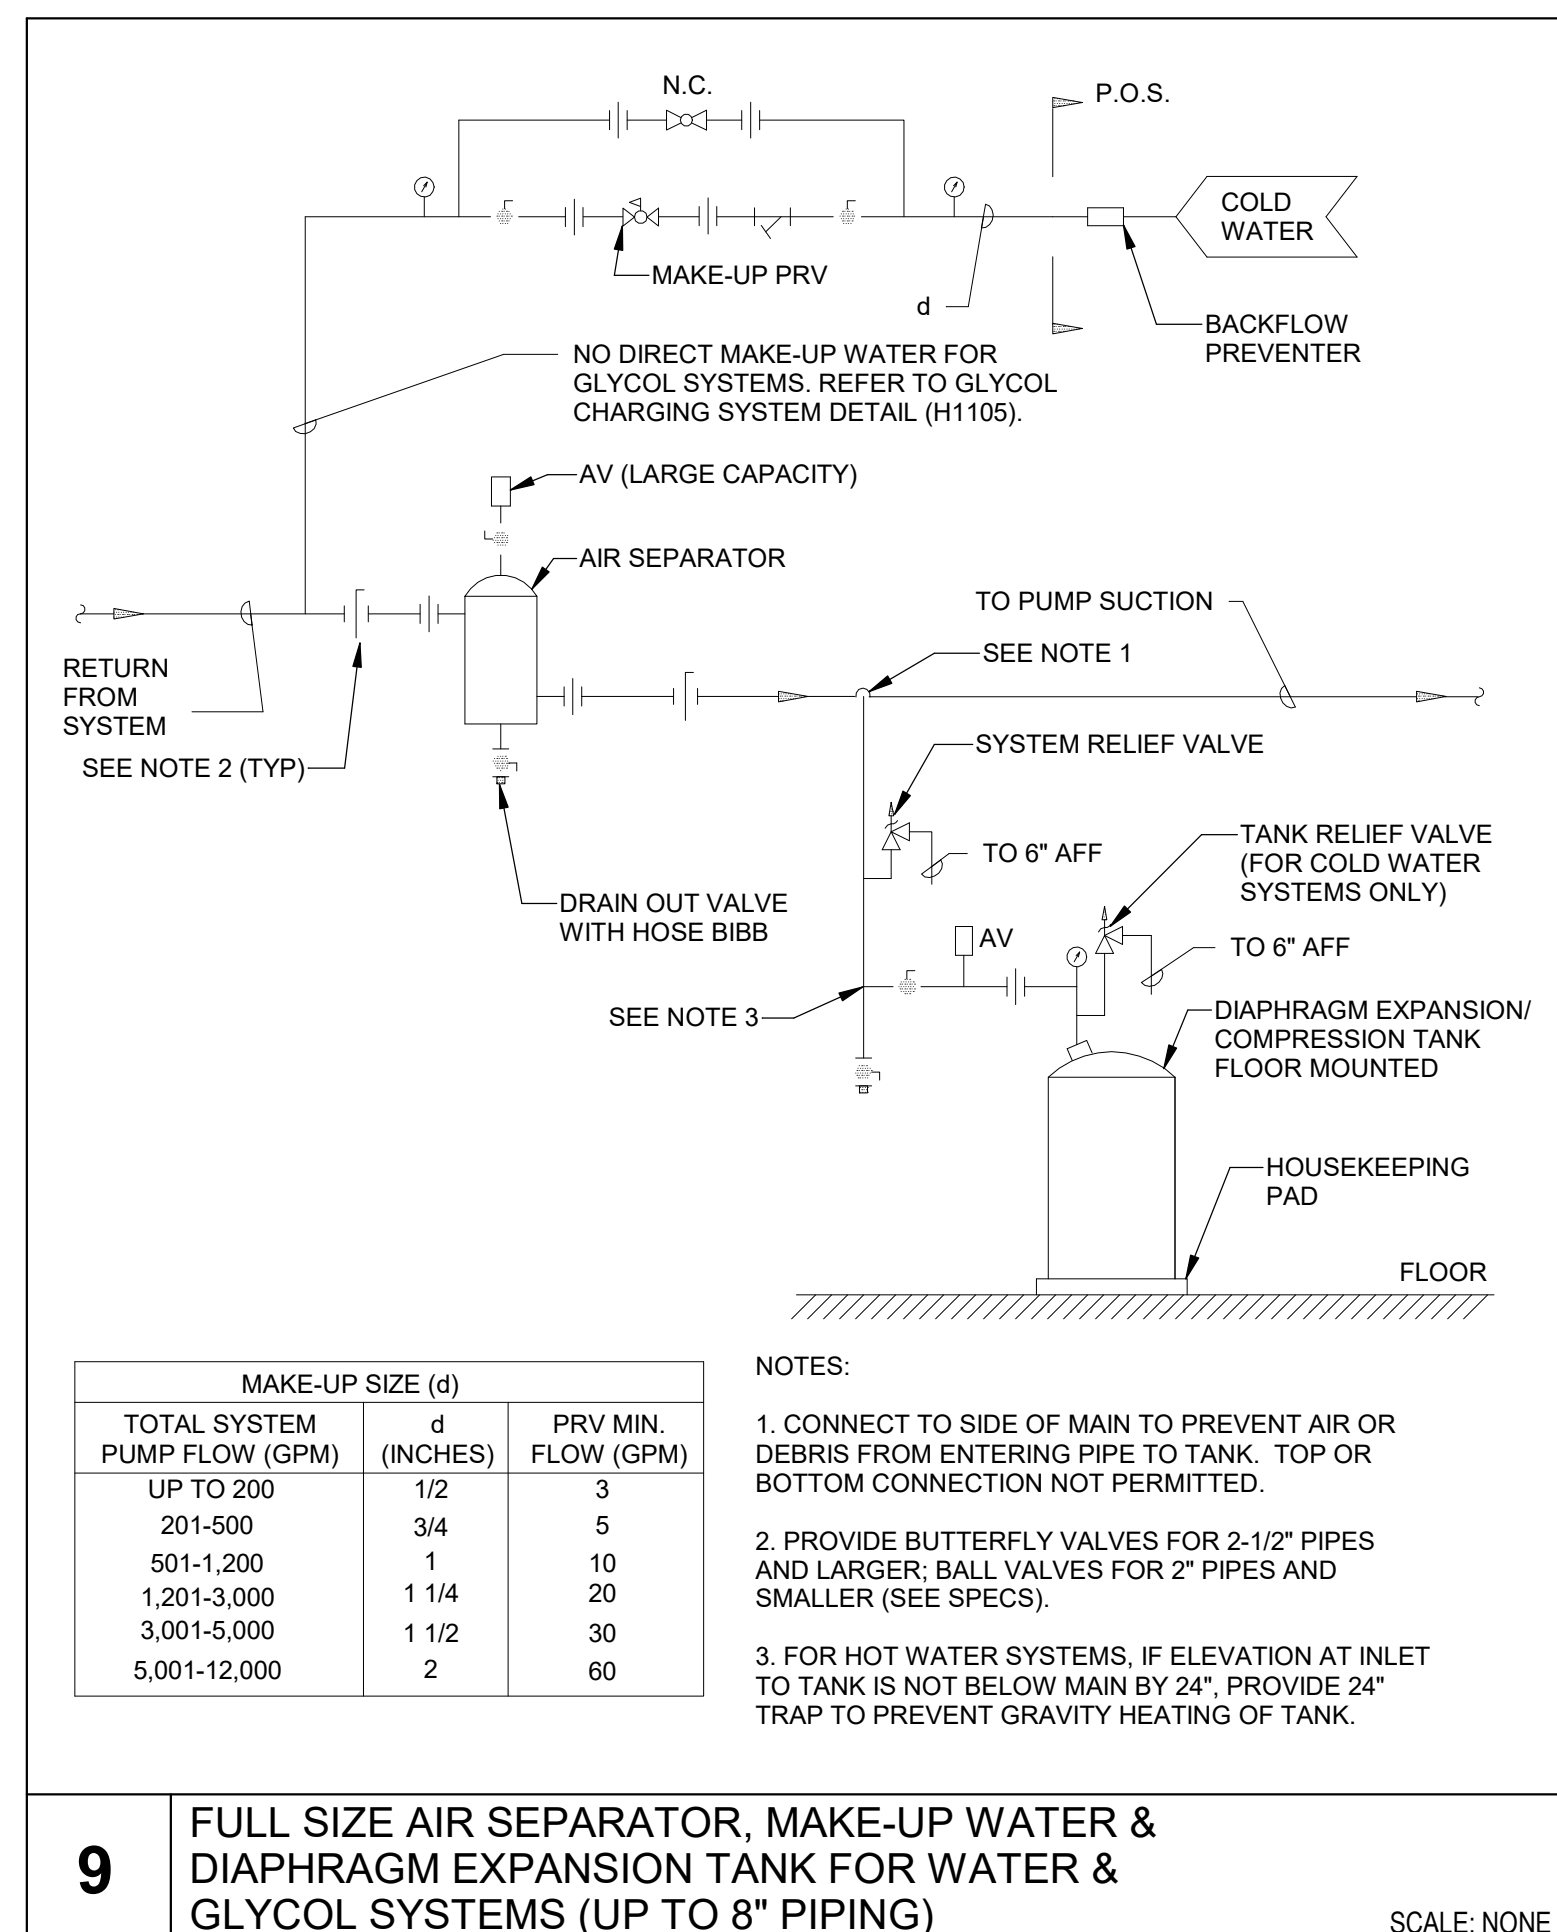 N.C.
P.O.S.
COLD
WATER
MAKE-UP PRV
d
BACKFLOW
PREVENTER
NO DIRECT MAKE-UP WATER FOR
GLYCOL SYSTEMS. REFER TO GLYCOL
CHARGING SYSTEM DETAIL (H1105).
AV (LARGE CAPACITY)
AIR SEPARATOR
TO PUMP SUCTION
SEE NOTE 1
RETURN
FROM
SYSTEM
SEE NOTE 2 (TYP)
SYSTEM RELIEF VALVE
TO 6" AFF
TANK RELIEF VALVE
(FOR COLD WATER
SYSTEMS ONLY)
DRAIN OUT VALVE
WITH HOSE BIBB
AV
TO 6" AFF
SEE NOTE 3
DIAPHRAGM EXPANSION/
COMPRESSION TANK
FLOOR MOUNTED
HOUSEKEEPING
PAD
FLOOR
MAKE-UP SIZE (d)
TOTAL SYSTEM
PUMP FLOW (GPM)
d
(INCHES)
PRV MIN.
FLOW (GPM)
UP TO 200 1/2 3
201-500 3/4 5
501-1,200 1 10
1,201-3,000 1 1/4 20
3,001-5,000 1 1/2 30
5,001-12,000 2 60
NOTES:
1. CONNECT TO SIDE OF MAIN TO PREVENT AIR OR
DEBRIS FROM ENTERING PIPE TO TANK. TOP OR
BOTTOM CONNECTION NOT PERMITTED.
2. PROVIDE BUTTERFLY VALVES FOR 2-1/2" PIPES
AND LARGER; BALL VALVES FOR 2" PIPES AND
SMALLER (SEE SPECS).
3. FOR HOT WATER SYSTEMS, IF ELEVATION AT INLET
TO TANK IS NOT BELOW MAIN BY 24", PROVIDE 24"
TRAP TO PREVENT GRAVITY HEATING OF TANK.
9
FULL SIZE AIR SEPARATOR, MAKE-UP WATER &
DIAPHRAGM EXPANSION TANK FOR WATER &
GLYCOL SYSTEMS (UP TO 8" PIPING)
SCALE: NONE